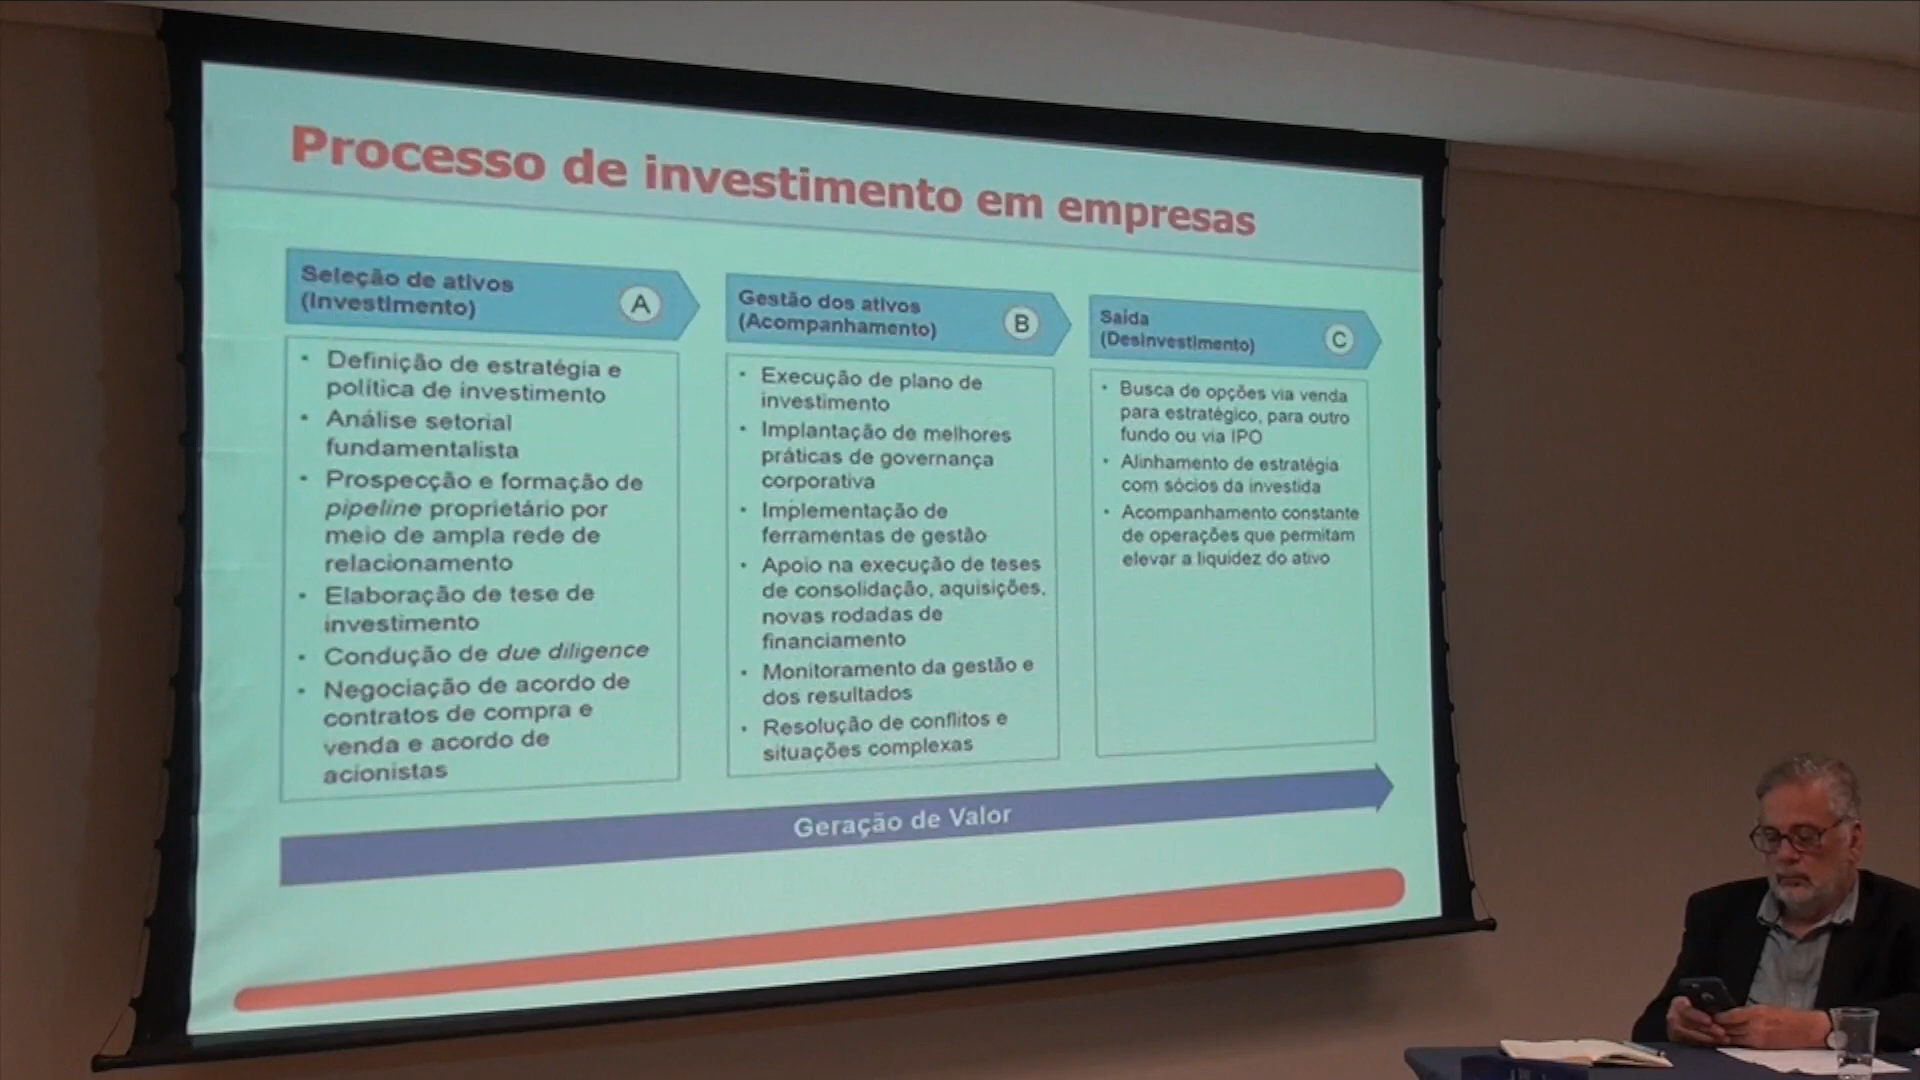 Processo de investimento em empresas
Seleção de ativos
(Investimento)
A
• Definição de estratégia e
política de investimento
• Análise setorial
fundamentalista
• Prospecção e formação de
pipeline proprietário por
meio de ampla rede de
relacionamento
• Elaboração de tese de
investimento
• Condução de due diligence
• Negociação de acordo de
contratos de compra e
venda e acordo de
acionistas
Gestão dos ativos
(Acompanhamento)
B
• Execução de plano de
investimento
• Implantação de melhores
práticas de governança
corporativa
• Implementação de
ferramentas de gestão
• Apoio na execução de teses
de consolidação, aquisições,
novas rodadas de
financiamento
• Monitoramento da gestão e
dos resultados
• Resolução de conflitos e
situações complexas
Saída
(Desinvestimento)
C
• Busca de opções via venda
para estratégico, para outro
fundo ou via IPO
• Alinhamento de estratégia
com sócios da investida
• Acompanhamento constante
de operações que permitam
elevar a liquidez do ativo
Geração de Valor